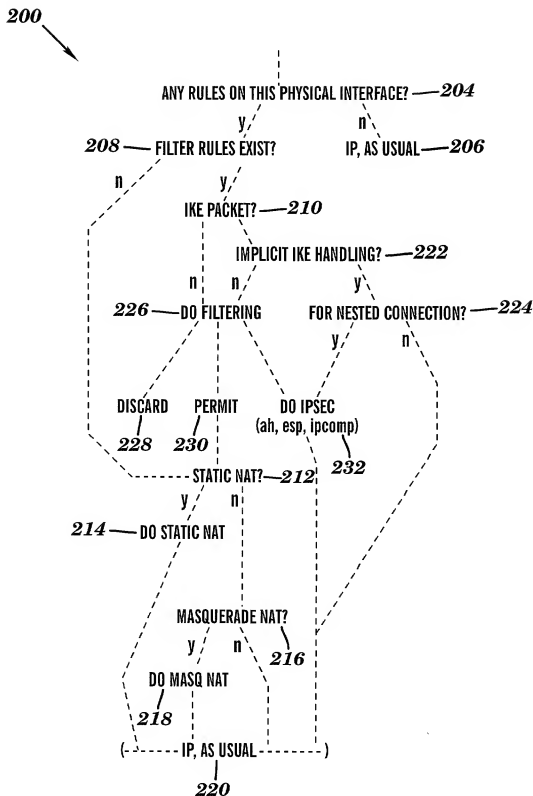 200
ANY RULES ON THIS PHYSICAL INTERFACE? 204
y n
208 FILTER RULES EXIST? IP, AS USUAL 206
n y
IKE PACKET? 210
IMPLICIT IKE HANDLING? 222
n n y
226 DO FILTERING FOR NESTED CONNECTION? 224
y n
DISCARD PERMIT DO IPSEC
228 230 (ah, esp, ipcomp)
232
STATIC NAT? 212
y n
214 DO STATIC NAT
MASQUERADE NAT?
y n 216
DO MASQ NAT
218
( IP, AS USUAL )
220